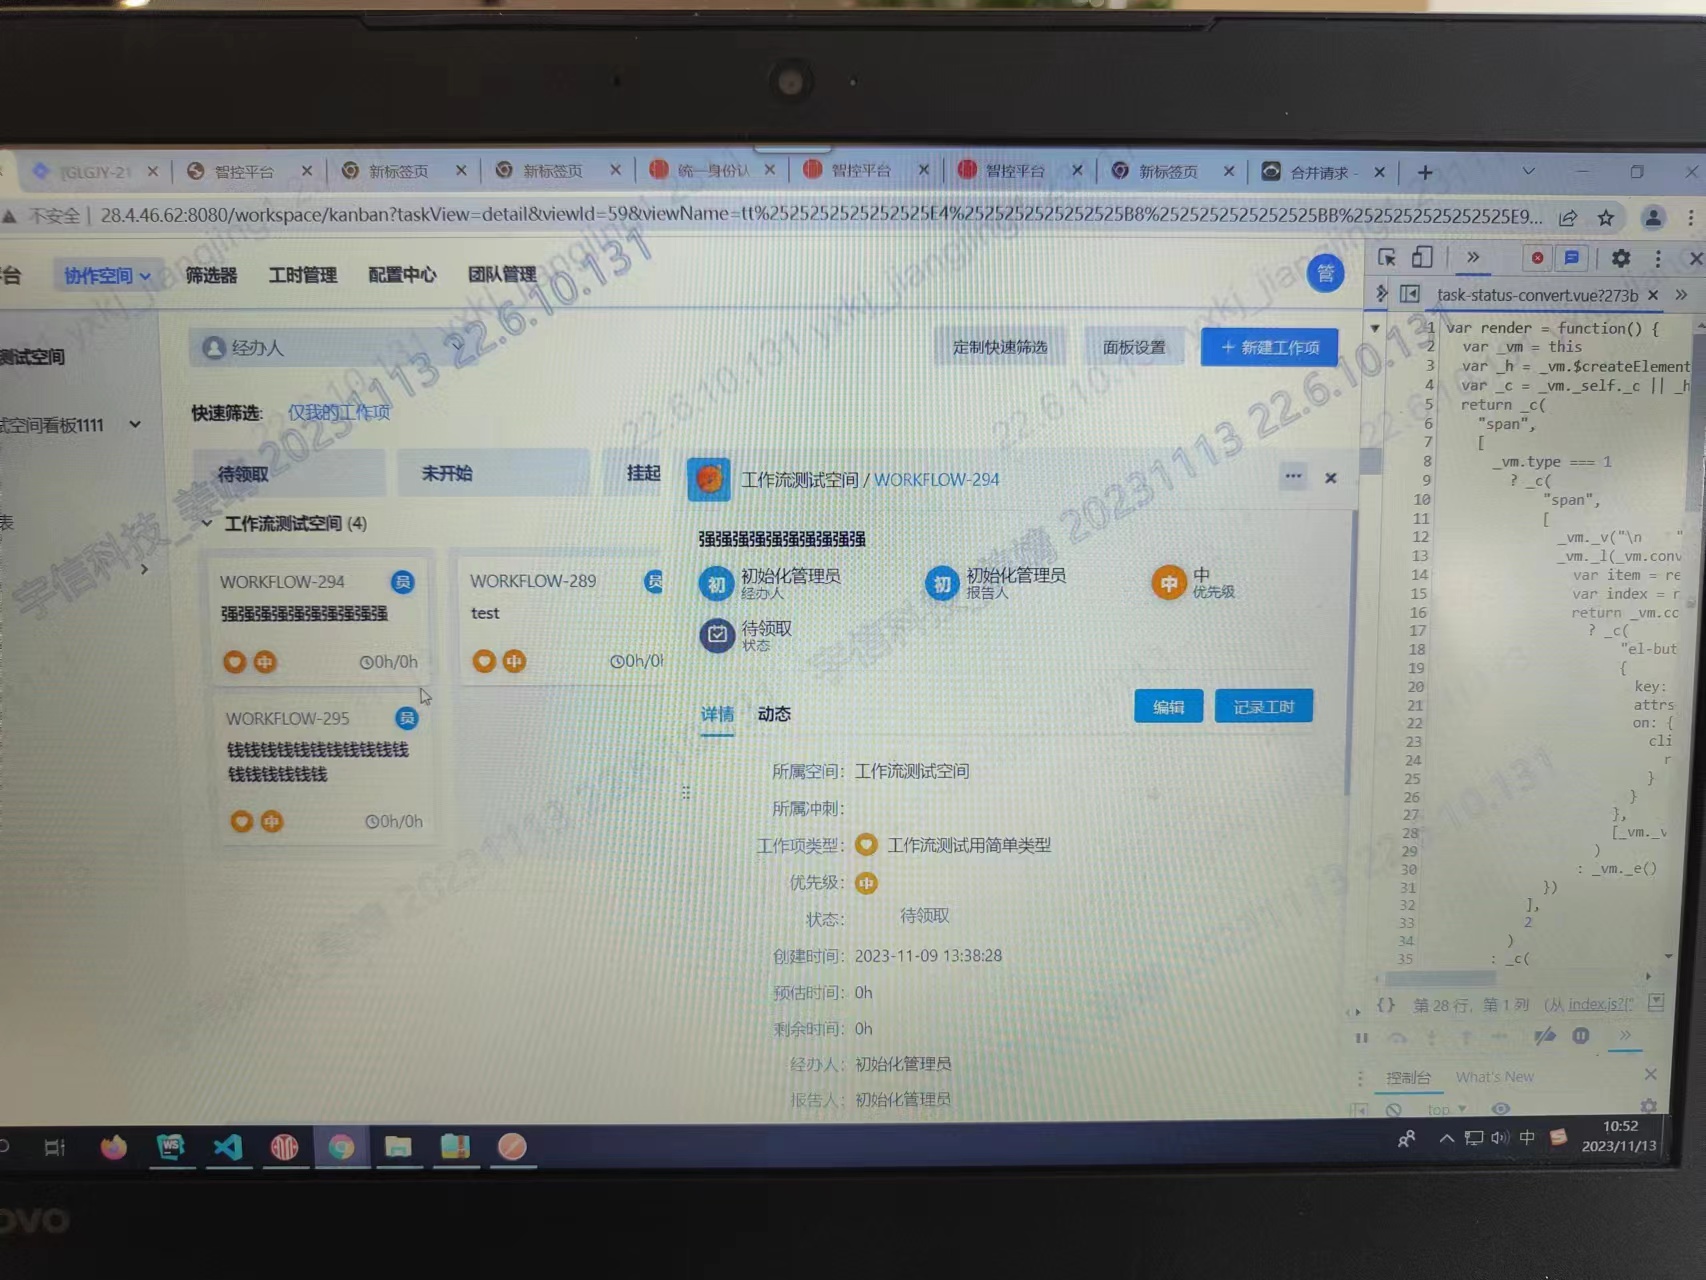 [GLGJY-21
智控平台
新标签页
新标签页
统一身份认
智控平台
智控平台
新标签页
合并请求 -
不安全 | 28.4.46.62:8080/workspace/kanban?taskView=detail&viewId=59&viewName=tt%2525252525252525E4%2525252525252525B8%2525252525252525BB%2525252525252525E9...
台
协作空间
筛选器
工时管理
配置中心
团队管理
管
测试空间
试空间看板1111
表
经办人
定制快速筛选
面板设置
+ 新建工作项
快速筛选:
仅我的工作项
待领取
未开始
挂起
工作流测试空间 (4)
WORKFLOW-294
员
强强强强强强强强强强
中
0h/0h
WORKFLOW-289
员
test
中
0h/0h
WORKFLOW-295
员
钱钱钱钱钱钱钱钱钱钱钱
钱钱钱钱钱钱
中
0h/0h
工作流测试空间 / WORKFLOW-294
强强强强强强强强强强
初
初始化管理员
经办人
初
初始化管理员
报告人
中
中
优先级
待领取
状态
详情
动态
编辑
记录工时
所属空间: 工作流测试空间
所属冲刺:
工作项类型: 工作流测试用简单类型
优先级: 中
状态: 待领取
创建时间: 2023-11-09 13:38:28
预估时间: 0h
剩余时间: 0h
经办人: 初始化管理员
报告人: 初始化管理员
task-status-convert.vue?273b
1 var render = function() {
2 var _vm = this
3 var _h = _vm.$createElement
4 var _c = _vm._self._c || _h
5 return _c(
6 "span",
7 [
8 _vm.type === 1
9 ? _c(
10 "span",
11 [
12 _vm._v("\n "
13 _vm._l(_vm.conv
14 var item = re
15 var index = r
16 return _vm.cc
17 ? _c(
18 "el-but
19 {
20 key:
21 attrs
22 on: {
23 cli
24 r
25 }
26 }
27 },
28 [_vm._v
29 )
30 : _vm._e()
31 })
32 ],
33 2
34 )
35 : _c(
{} 第 28 行, 第 1 列 (从 index.js?{"
控制台
What's New
top
中
10:52
2023/11/13
ovo
宇信科技_姜婧 20231113 22.6.10.131
yxkj_jiangjing_1